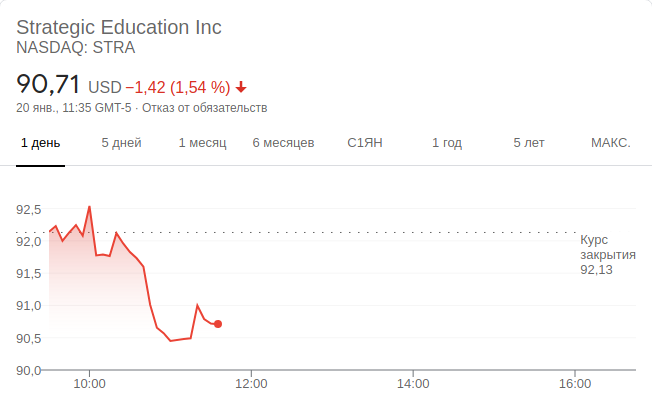 Strategic Education Inc
NASDAQ: STRA
90,71 USD −1,42 (1,54 %)
20 янв., 11:35 GMT-5 · Отказ от обязательств
1 день 5 дней 1 месяц 6 месяцев С1ЯН 1 год 5 лет МАКС.
92,5
92,0
91,5
91,0
90,5
90,0
Курс
закрытия
92,13
10:00 12:00 14:00 16:00